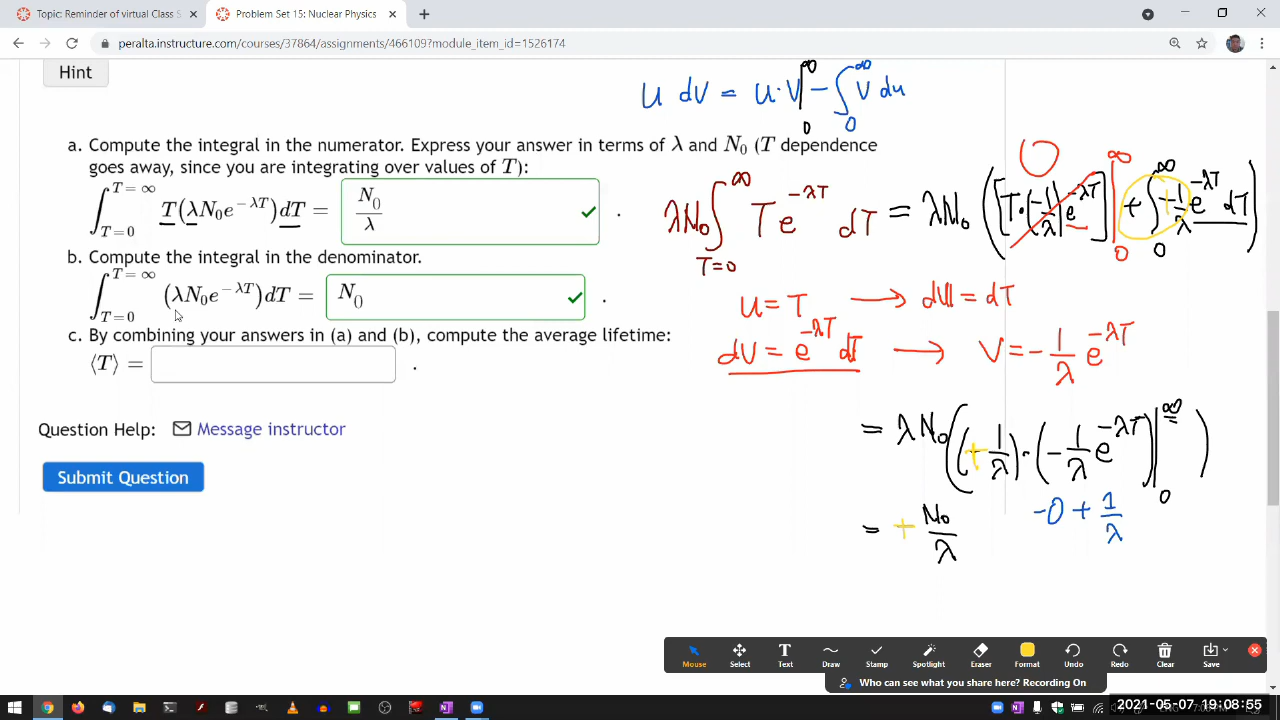 Topic: Reminder of virtual Class S ×
Problem Set 15: Nuclear Physics ×
peralta.instructure.com/courses/37864/assignments/466109?module_item_id=1526174
Hint
u dV = u·V |₀^∞ − ∫₀^∞ V du
a. Compute the integral in the numerator. Express your answer in terms of λ and N₀ (T dependence
goes away, since you are integrating over values of T):
∫_{T=0}^{T=∞} T(λN₀e^{−λT})dT = N₀/λ .
λN₀ ∫_{T=0}^{∞} T e^{−λT} dT = λN₀ ([T·(−1/λ)e^{−λT}] |₀^∞ + ∫₀^∞ +1/λ e^{−λT} dT)
0
b. Compute the integral in the denominator.
∫_{T=0}^{T=∞} (λN₀e^{−λT})dT = N₀ .
u = T → du = dT
dV = e^{−λT} dT → V = −1/λ e^{−λT}
c. By combining your answers in (a) and (b), compute the average lifetime:
⟨T⟩ = .
= λN₀((+1/λ)·(−1/λ e^{−λT}) |₀^∞)
−0 + 1/λ
= + N₀/λ
Question Help: Message instructor
Submit Question
Mouse Select Text Draw Stamp Spotlight Eraser Format Undo Redo Clear Save
Who can see what you share here? Recording On
2021-05-07 19:08:55